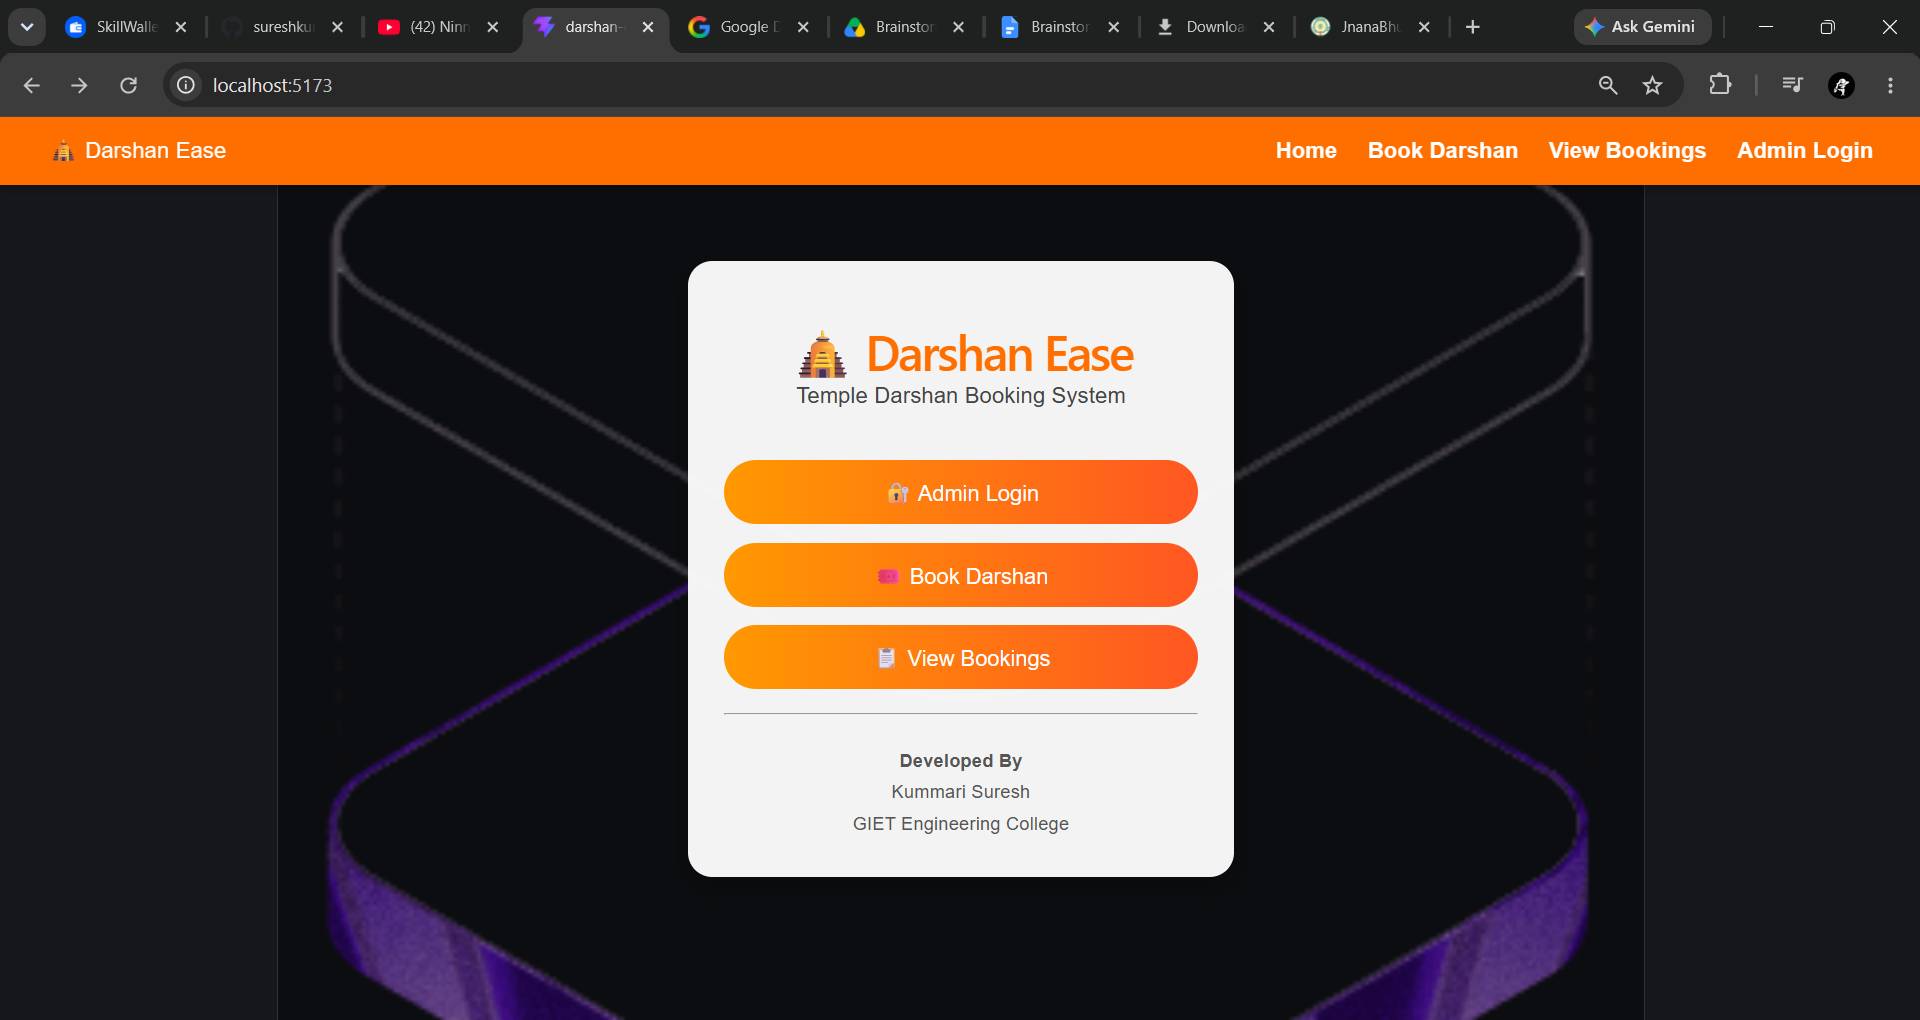 SkillWalle
sureshku
(42) Ninn
darshan-
Google D
Brainstor
Brainstor
Downloa
JnanaBhu
Ask Gemini
localhost:5173
Darshan Ease
Home
Book Darshan
View Bookings
Admin Login
Darshan Ease
Temple Darshan Booking System
Admin Login
Book Darshan
View Bookings
Developed By
Kummari Suresh
GIET Engineering College